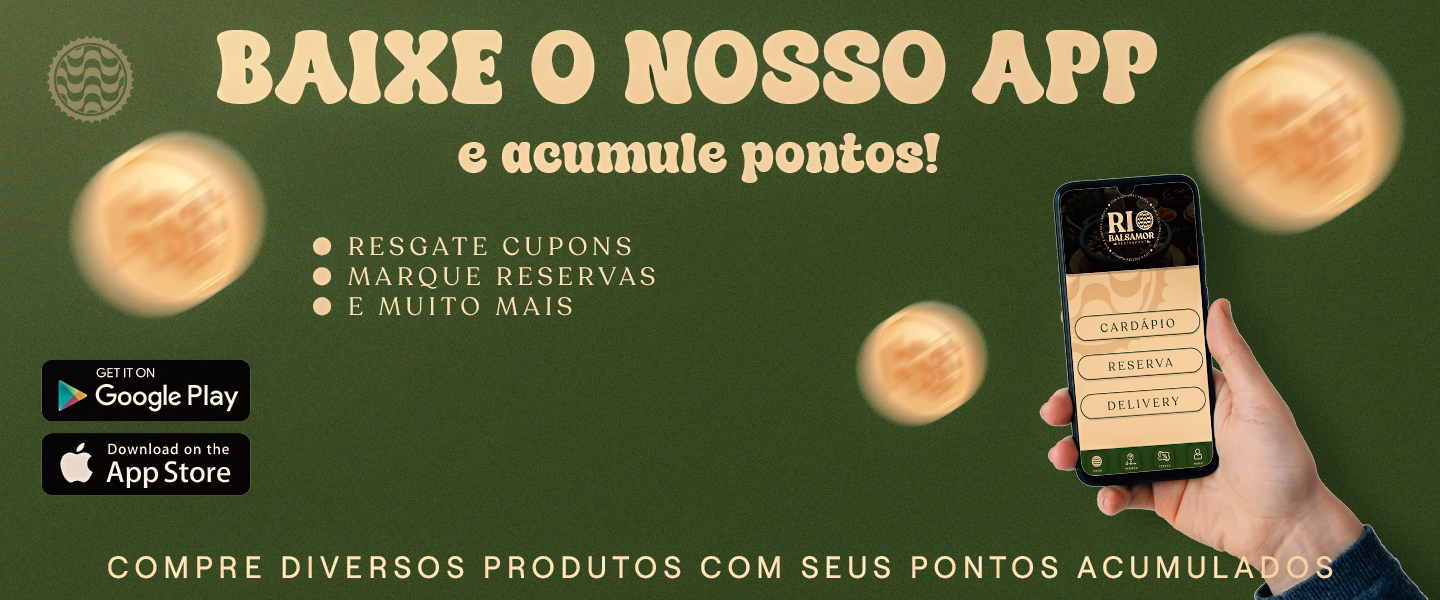 BAIXE O NOSSO APP
e acumule pontos!
RESGATE CUPONS
MARQUE RESERVAS
E MUITO MAIS
GET IT ON
Google Play
Download on the
App Store
RIO
BALSAMOR
RESTAURANTE
CARDÁPIO
RESERVA
DELIVERY
COMPRE DIVERSOS PRODUTOS COM SEUS PONTOS ACUMULADOS